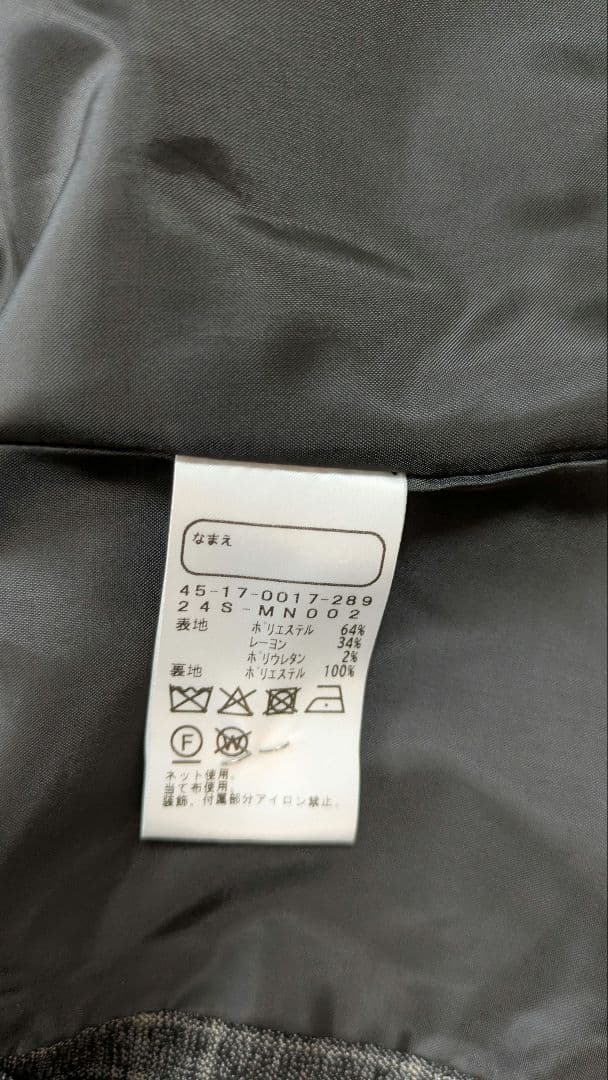 なまえ
45-17-0017-289
24S-MN002
表地 ポリエステル 64%
レーヨン 34%
ポリウレタン 2%
裏地 ポリエステル 100%
F W
ネット使用。
当て布使用。
装飾、付属部分アイロン禁止。